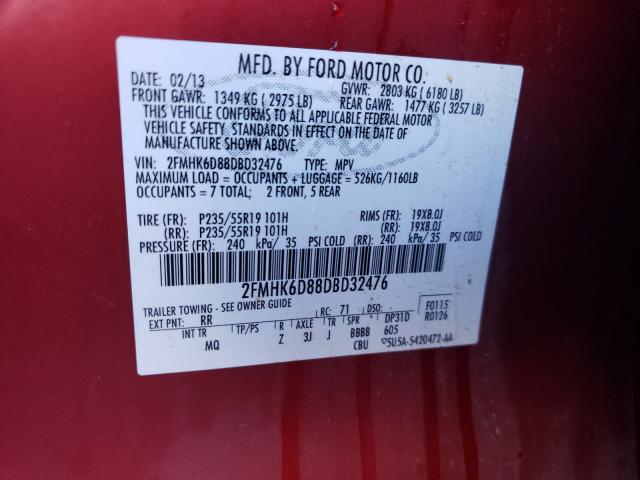 MFD. BY FORD MOTOR CO.
DATE: 02/13 GVWR: 2803 KG ( 6180 LB)
FRONT GAWR: 1349 KG ( 2975 LB) REAR GAWR: 1477 KG ( 3257 LB)
THIS VEHICLE CONFORMS TO ALL APPLICABLE FEDERAL MOTOR
VEHICLE SAFETY STANDARDS IN EFFECT ON THE DATE OF
MANUFACTURE SHOWN ABOVE.
VIN: 2FMHK6D88DBD32476 TYPE: MPV
MAXIMUM LOAD = OCCUPANTS + LUGGAGE = 526KG/1160LB
OCCUPANTS = 7 TOTAL; 2 FRONT, 5 REAR
TIRE (FR): P235/55R19 101H RIMS (FR): 19X8.0J
(RR): P235/55R19 101H (RR): 19X8.0J
PRESSURE (FR): 240 kPa/ 35 PSI COLD (RR): 240 kPa/ 35 PSI COLD
2FMHK6D88DBD32476
TRAILER TOWING - SEE OWNER GUIDE
EXT PNT: RR RC: 71 DP31D F0115
R0126
INT TR TP/PS R AXLE TR SPR 605
MQ Z 3J J BBBB
CBU 5U5A-5420472-AA